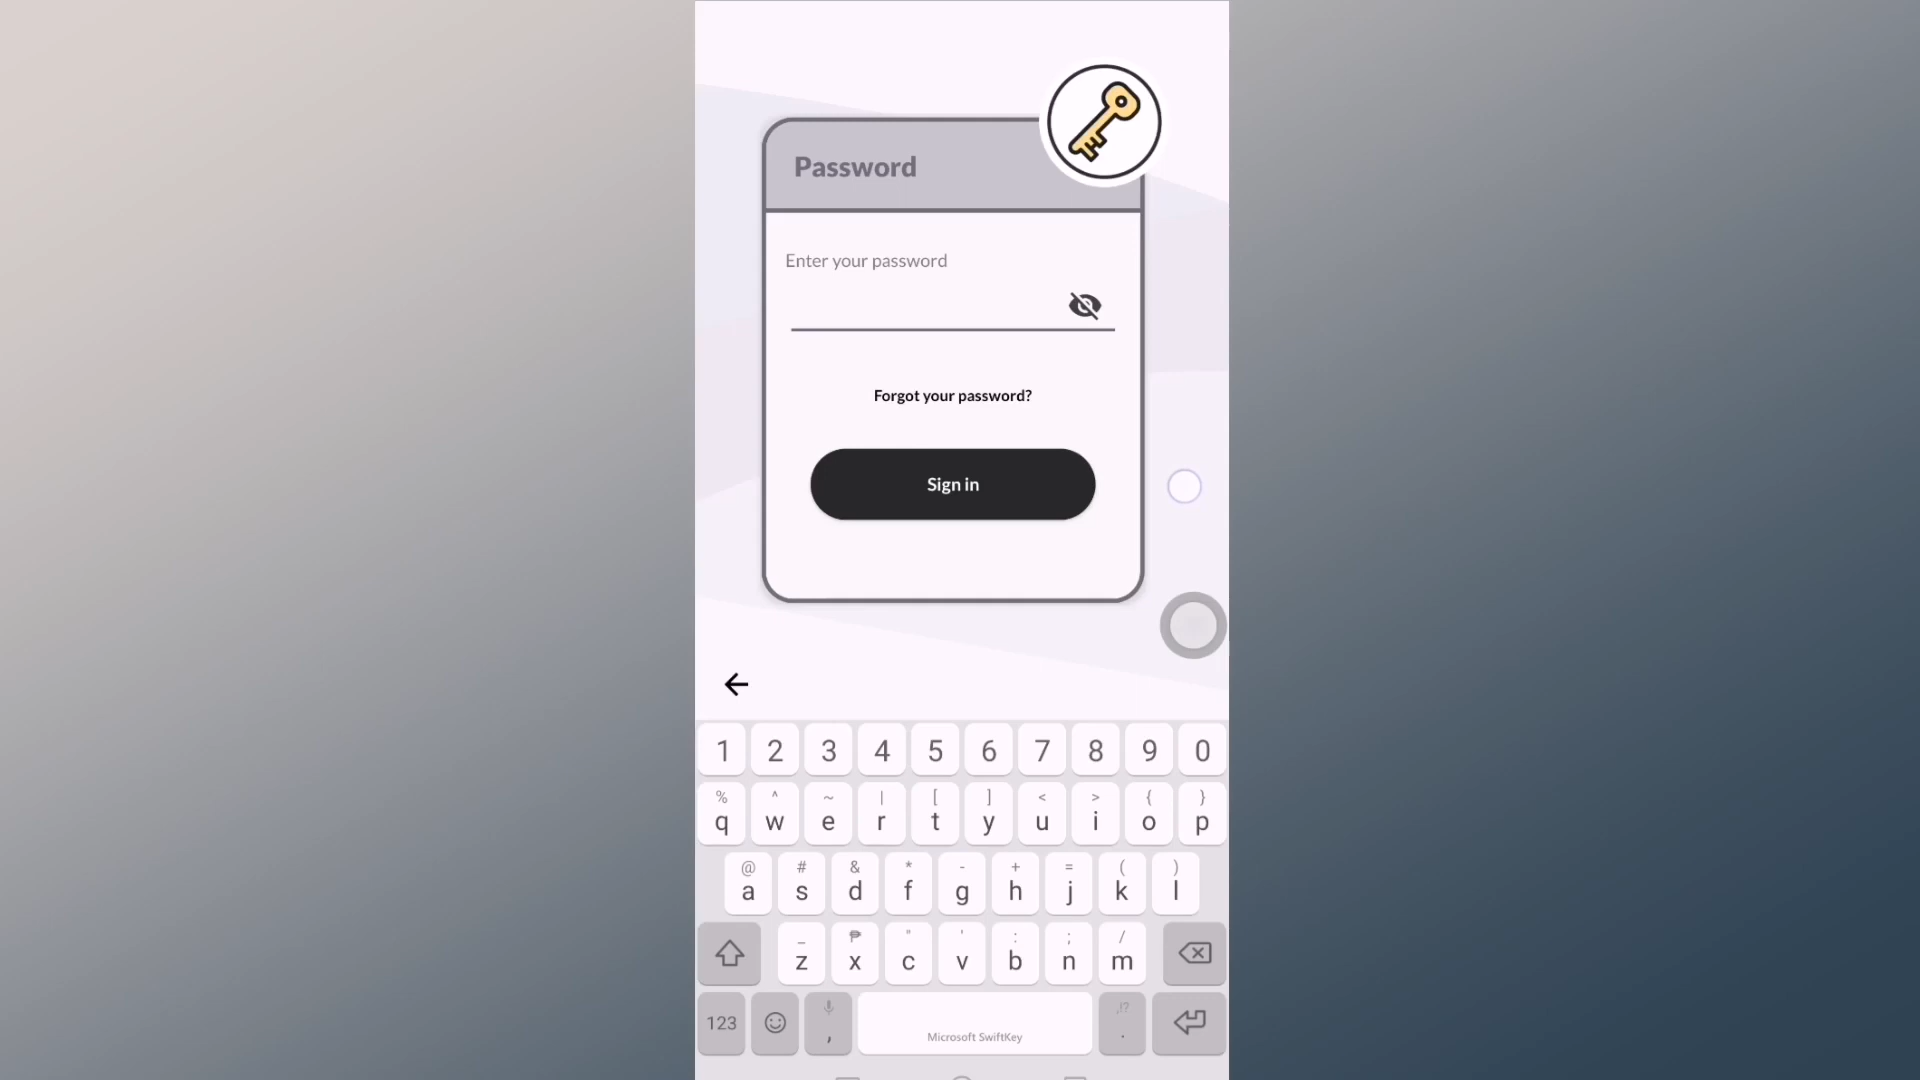 Password
Enter your password
Forgot your password?
Sign in
1 2 3 4 5 6 7 8 9 0
% ^ ~ | [ ] < > { }
q w e r t y u i o p
@ # & * - + = ( )
a s d f g h j k l
_ ₱ " ' : ; /
z x c v b n m
,!?
123 , Microsoft SwiftKey .